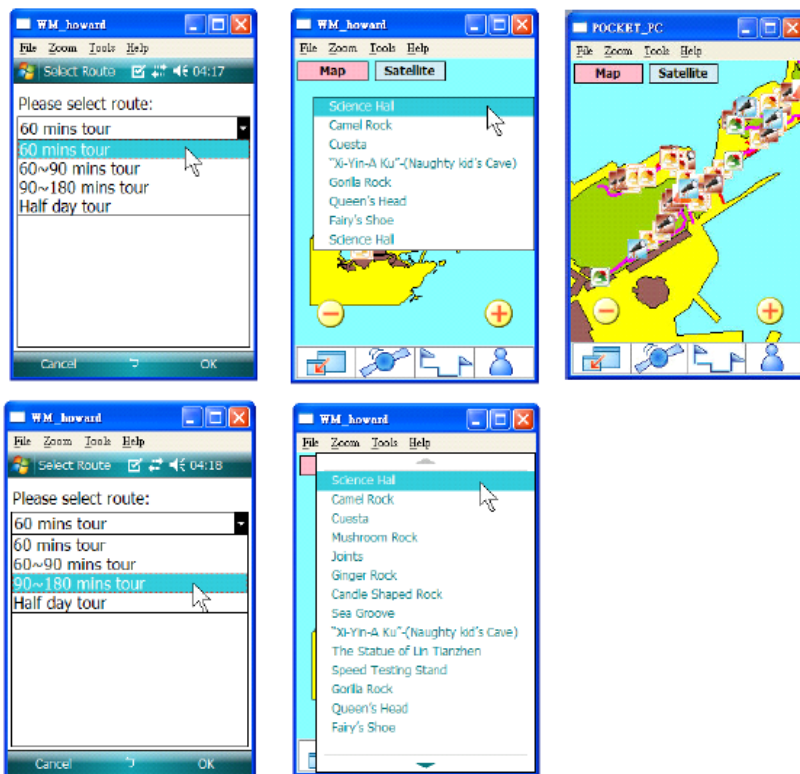 WM_howard
File Zoom Tools Help
Select Route 04:17
Please select route:
60 mins tour
60 mins tour
60~90 mins tour
90~180 mins tour
Half day tour
Cancel OK
WM_howard
File Zoom Tools Help
Map Satellite
Science Hall
Camel Rock
Cuesta
"Xi-Yin-A Ku"-(Naughty kid's Cave)
Gorilla Rock
Queen's Head
Fairy's Shoe
Science Hall
POCKET_PC
File Zoom Tools Help
Map Satellite
WM_howard
File Zoom Tools Help
Select Route 04:18
Please select route:
60 mins tour
60 mins tour
60~90 mins tour
90~180 mins tour
Half day tour
Cancel OK
WM_howard
File Zoom Tools Help
Science Hall
Camel Rock
Cuesta
Mushroom Rock
Joints
Ginger Rock
Candle Shaped Rock
Sea Groove
"Xi-Yin-A Ku"-(Naughty kid's Cave)
The Statue of Lin Tianzhen
Speed Testing Stand
Gorilla Rock
Queen's Head
Fairy's Shoe